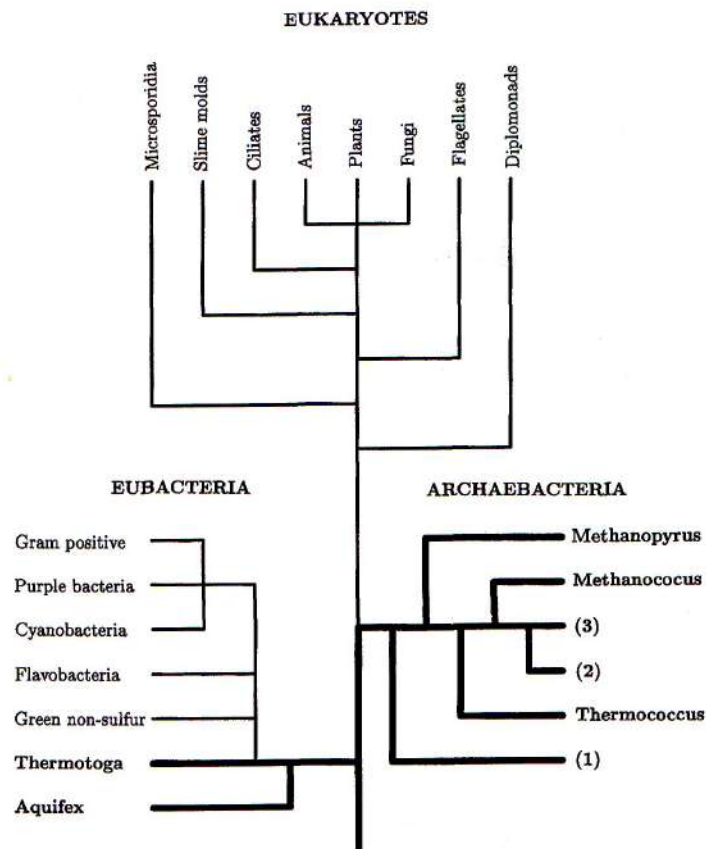 EUKARYOTES
Microsporidia
Slime molds
Ciliates
Animals
Plants
Fungi
Flagellates
Diplomonads
EUBACTERIA
Gram positive
Purple bacteria
Cyanobacteria
Flavobacteria
Green non-sulfur
Thermotoga
Aquifex
ARCHAEBACTERIA
Methanopyrus
Methanococus
(3)
(2)
Thermococcus
(1)